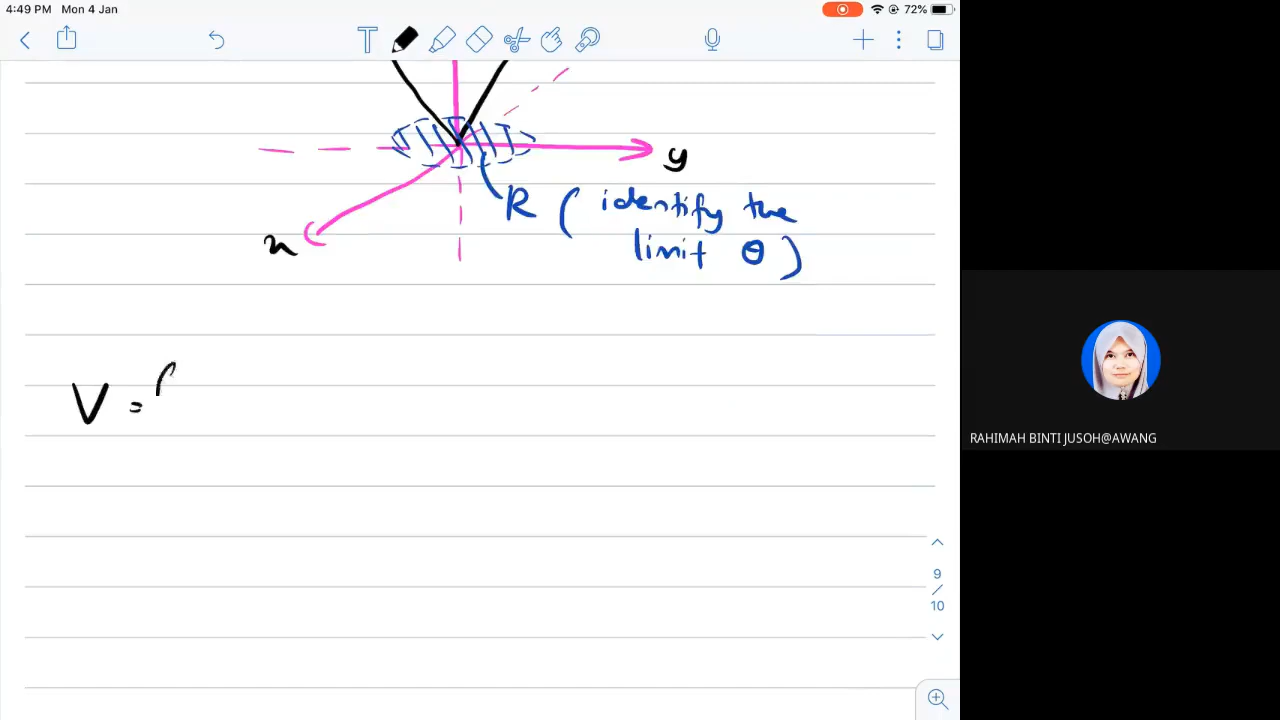 4:49 PM Mon 4 Jan
72%
T
y
R ( identify the
limit θ )
x
V =
9
/
10
RAHIMAH BINTI JUSOH@AWANG